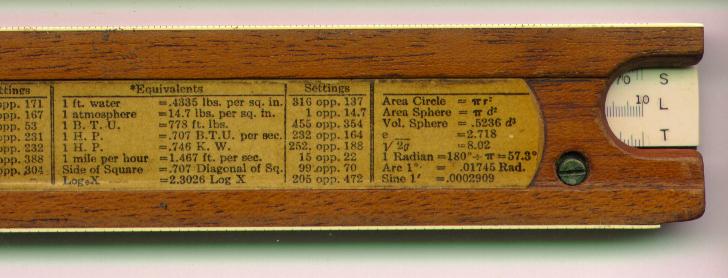 ttings *Equivalents Settings
opp. 171 1 ft. water =.4335 lbs. per sq. in. 316 opp. 137 Area Circle = π r²
opp. 167 1 atmosphere =14.7 lbs. per sq. in. 1 opp. 14.7 Area Sphere = π d²
opp. 53 1 B. T. U. =778 ft. lbs. 455 opp. 354 Vol. Sphere = .5236 d³
opp. 231 1 H. P. =.707 B.T.U. per sec. 232 opp. 164 e =2.718
opp. 232 1 H. P. =.746 K. W. 252. opp. 188 √2g =8.02
opp. 388 1 mile per hour =1.467 ft. per sec. 15 opp. 22 1 Radian =180°÷ π=57.3°
opp. 304 Side of Square =.707 Diagonal of Sq. 99 opp. 70 Arc 1°. = .01745 Rad.
LogeX =2.3026 Log X 205 opp. 472 Sine 1′ =.0002909
70 S
10 L
T